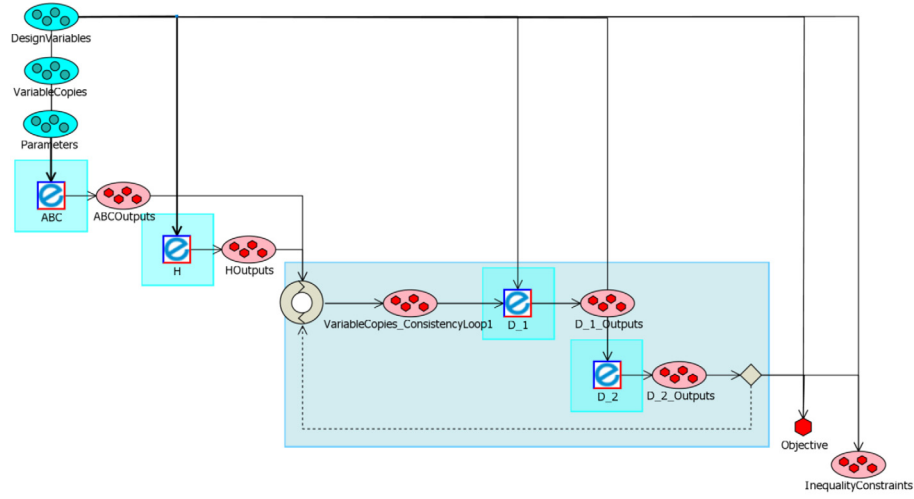 DesignVariables
VariableCopies
Parameters
ABC
ABCOutputs
H
HOutputs
VariableCopies_ConsistencyLoop1
D_1
D_1_Outputs
D_2
D_2_Outputs
Objective
InequalityConstraints